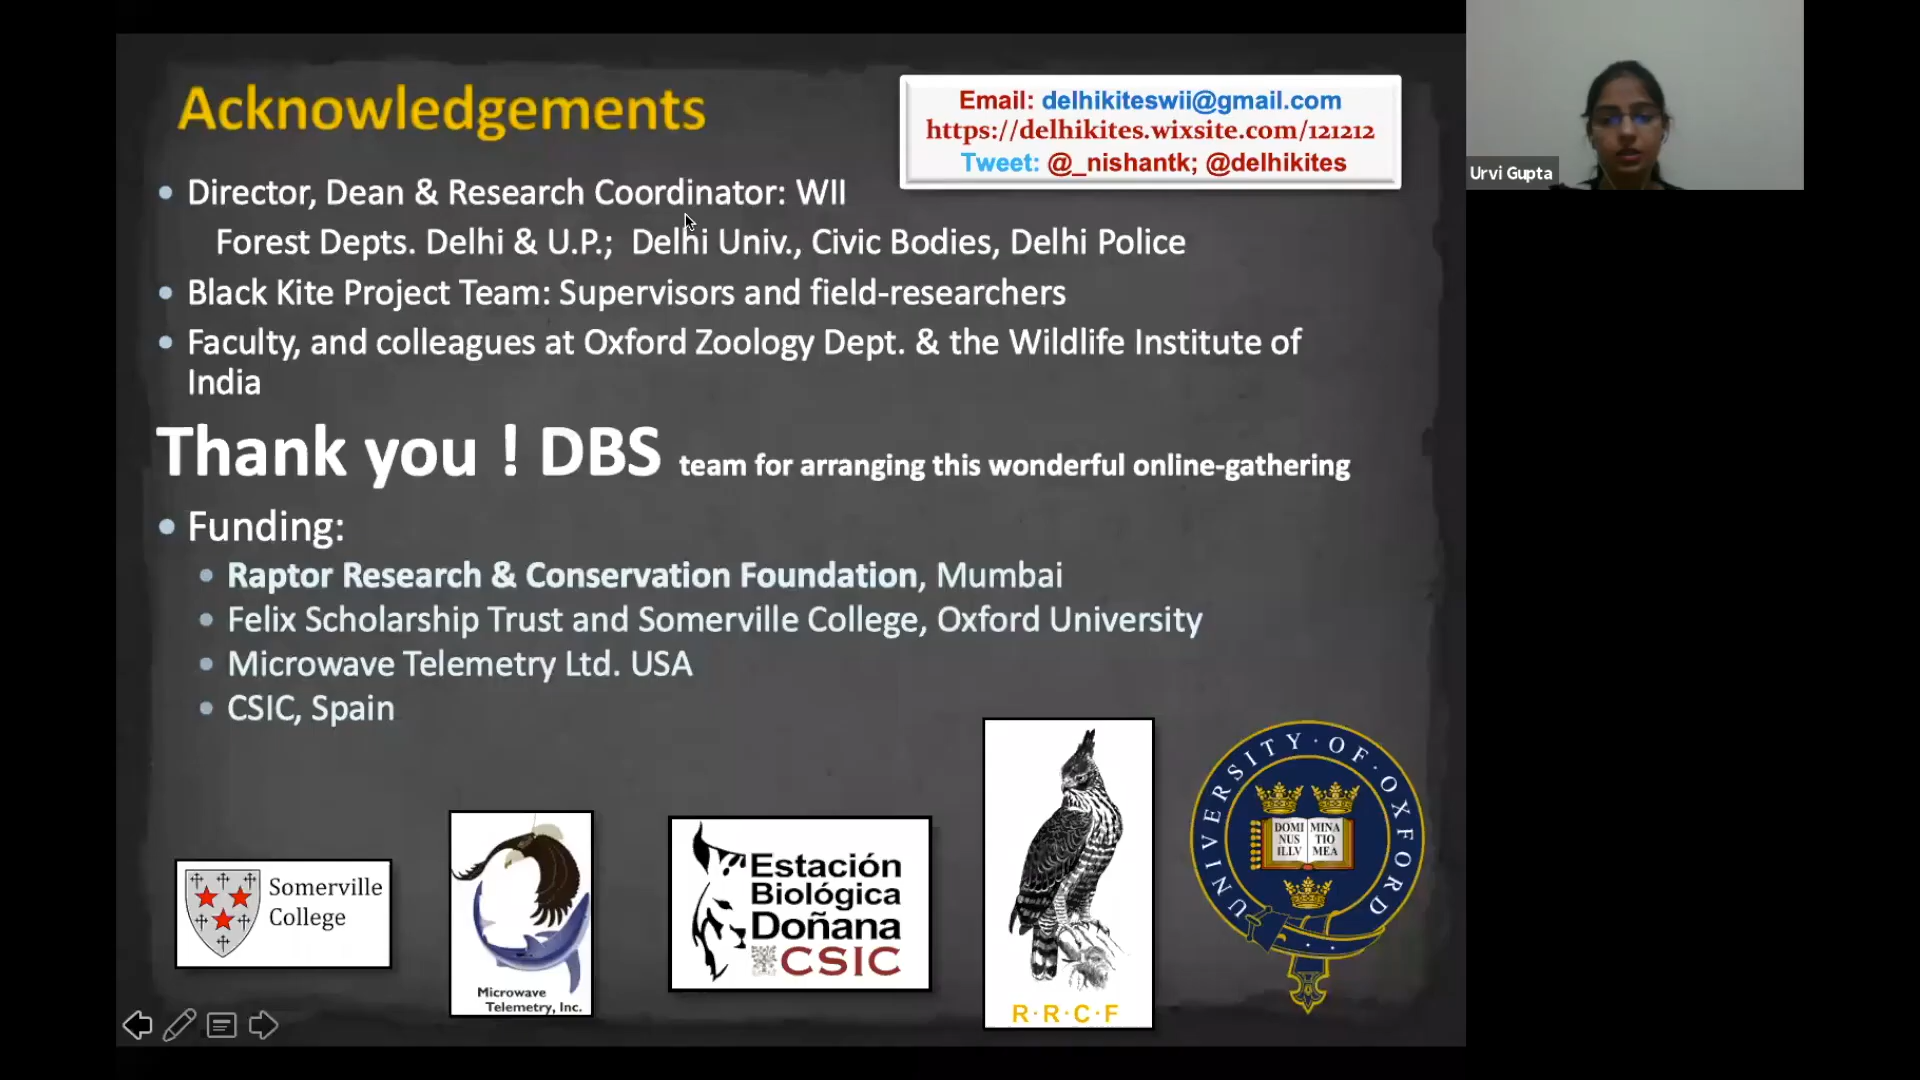 Acknowledgements
Email: delhikiteswii@gmail.com
https://delhikites.wixsite.com/121212
Tweet: @_nishantk; @delhikites
Urvi Gupta
• Director, Dean & Research Coordinator: WII
Forest Depts. Delhi & U.P.; Delhi Univ., Civic Bodies, Delhi Police
• Black Kite Project Team: Supervisors and field-researchers
• Faculty, and colleagues at Oxford Zoology Dept. & the Wildlife Institute of
India
Thank you ! DBS team for arranging this wonderful online-gathering
• Funding:
• Raptor Research & Conservation Foundation, Mumbai
• Felix Scholarship Trust and Somerville College, Oxford University
• Microwave Telemetry Ltd. USA
• CSIC, Spain
Somerville
College
Microwave
Telemetry, Inc.
Estación
Biológica
Doñana
CSIC
R·R·C·F
UNIVERSITY·OF·OXFORD
DOMI MINA
NUS TIO
ILLV MEA